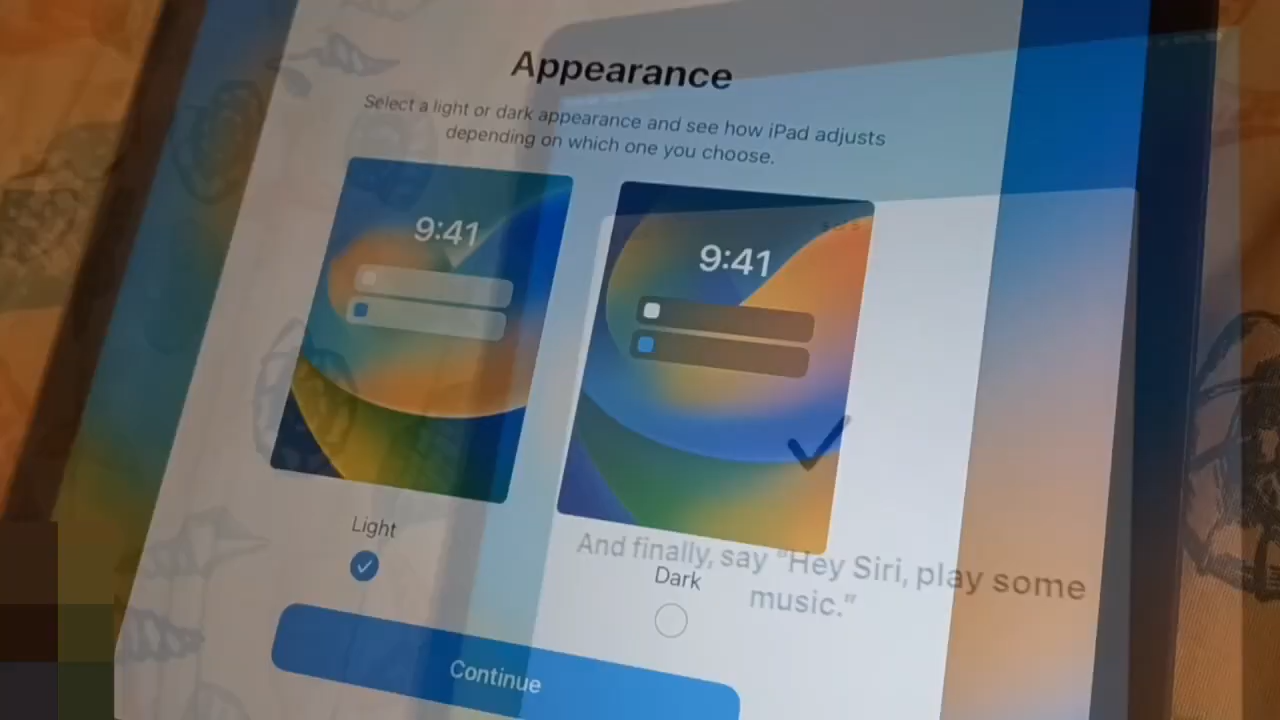 Appearance
Select a light or dark appearance and see how iPad adjusts
depending on which one you choose.
9:41
9:41
Light
Dark
And finally, say "Hey Siri, play some
music."
Continue